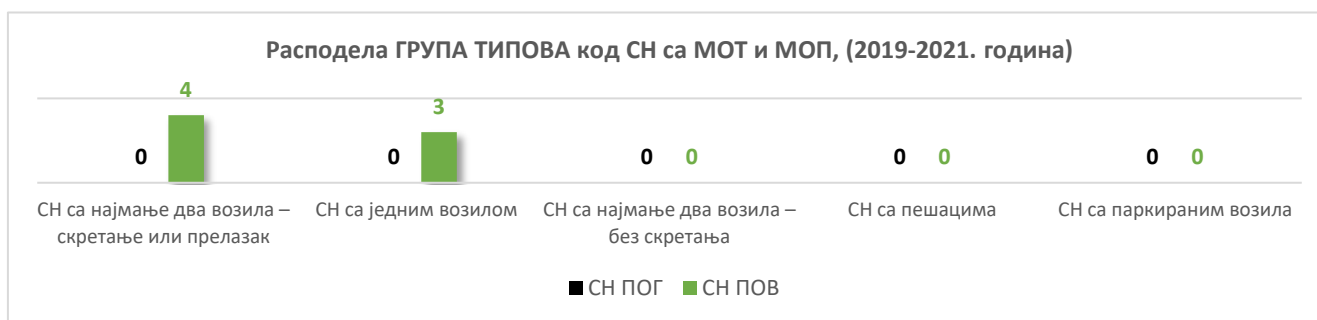 Расподела ГРУПА ТИПОВА код СН са МОТ и МОП, (2019-2021. година)
4
3
0 0 0 0 0 0 0 0
СН са најмање два возила –
скретање или прелазак
СН са једним возилом
СН са најмање два возила –
без скретања
СН са пешацима
СН са паркираним возила
СН ПОГ СН ПОВ